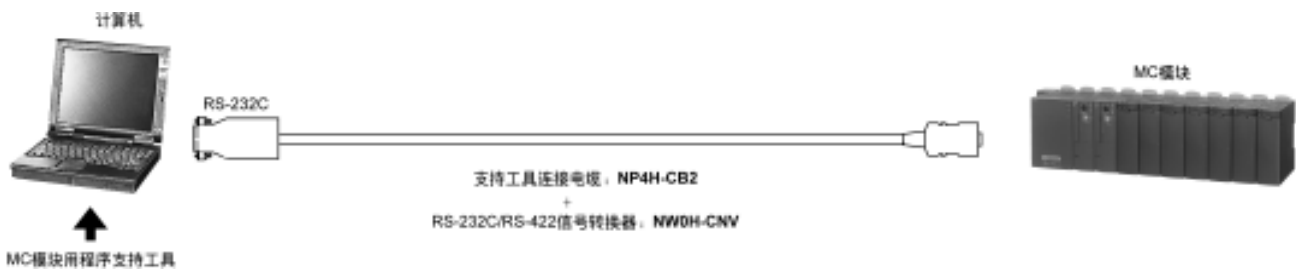 计算机
MC模块
RS-232C
支持工具连接电缆：NP4H-CB2
+
RS-232C/RS-422信号转换器：NW0H-CNV
MC模块用程序支持工具